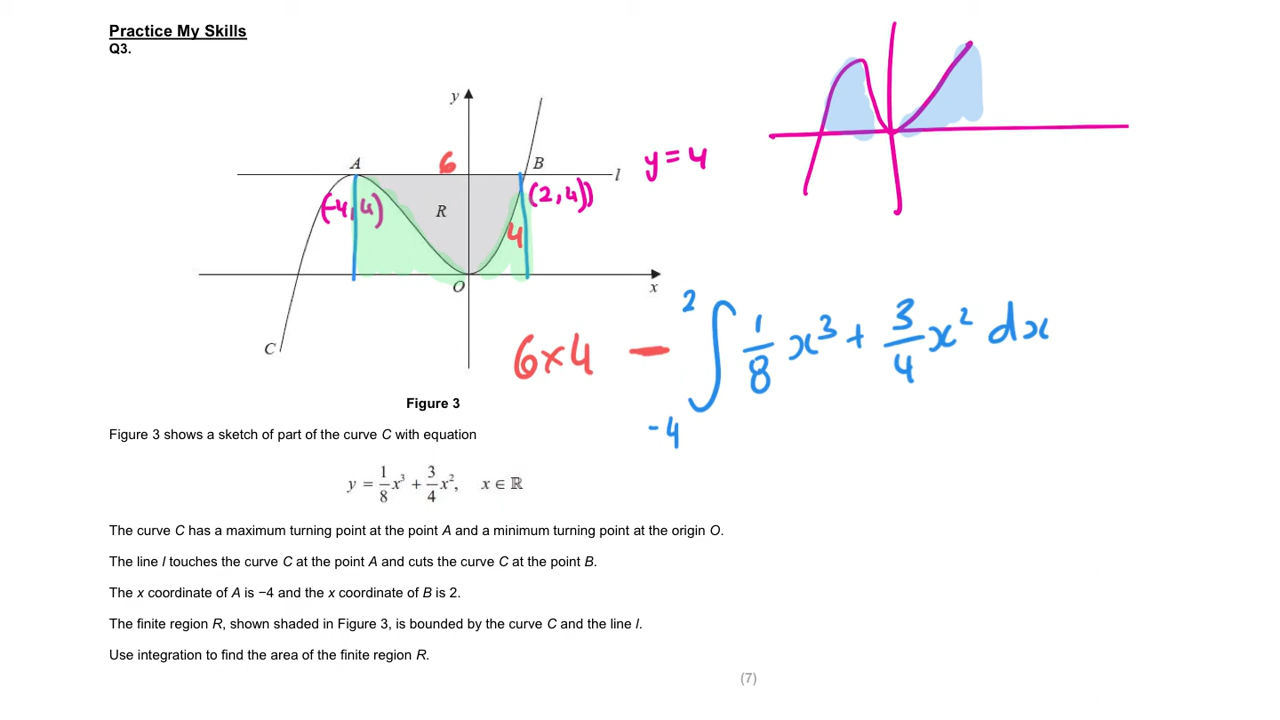 Practice My Skills
Q3.
y
A
6
B
l
y = 4
(-4,4)
R
(2,4))
4
O
x
C
6×4 − ∫ 2 -4 1/8 x³ + 3/4 x² dx
Figure 3
Figure 3 shows a sketch of part of the curve C with equation
y = 1/8 x³ + 3/4 x², x ∈ ℝ
The curve C has a maximum turning point at the point A and a minimum turning point at the origin O.
The line l touches the curve C at the point A and cuts the curve C at the point B.
The x coordinate of A is −4 and the x coordinate of B is 2.
The finite region R, shown shaded in Figure 3, is bounded by the curve C and the line l.
Use integration to find the area of the finite region R.
(7)